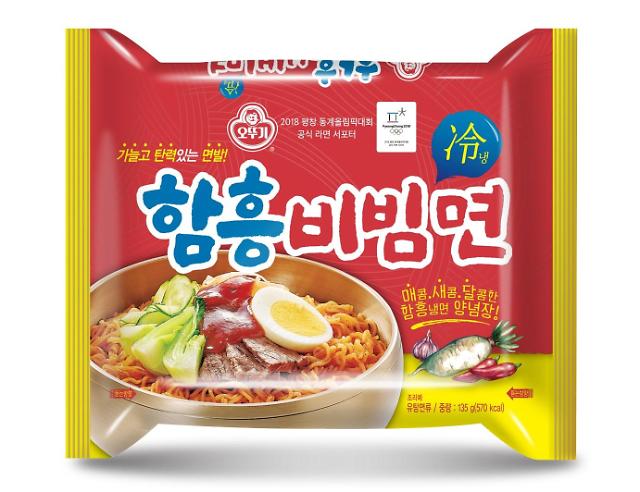 오뚜기
2018 평창 동계올림픽대회
공식 라면 서포터
冷냉
가늘고 탄력있는 면발!
함흥비빔면
매콤.새콤.달콤한
함흥냉면 양념장!
조리예
유탕면류 / 중량 : 135 g(570 kcal)